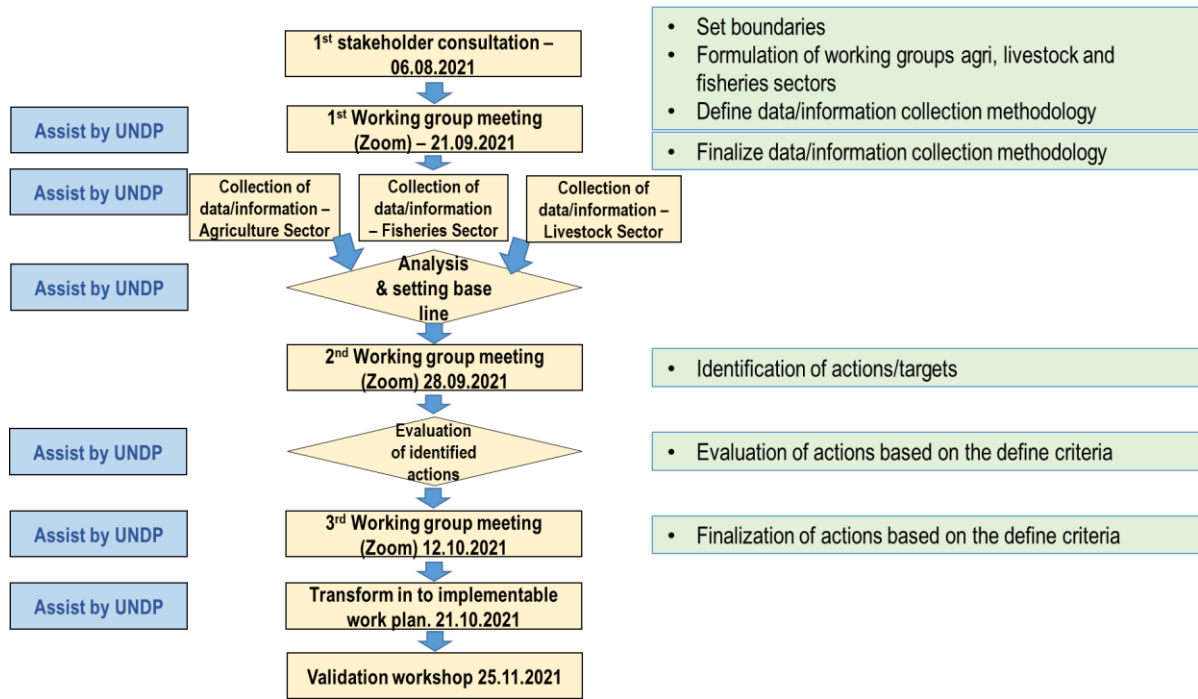 1st stakeholder consultation –
06.08.2021
• Set boundaries
• Formulation of working groups agri, livestock and
fisheries sectors
• Define data/information collection methodology
Assist by UNDP
1st Working group meeting
(Zoom) – 21.09.2021
• Finalize data/information collection methodology
Assist by UNDP
Collection of
data/information –
Agriculture Sector
Collection of
data/information
– Fisheries Sector
Collection of
data/information –
Livestock Sector
Assist by UNDP
Analysis
& setting base
line
2nd Working group meeting
(Zoom) 28.09.2021
• Identification of actions/targets
Assist by UNDP
Evaluation
of identified
actions
• Evaluation of actions based on the define criteria
Assist by UNDP
3rd Working group meeting
(Zoom) 12.10.2021
• Finalization of actions based on the define criteria
Assist by UNDP
Transform in to implementable
work plan. 21.10.2021
Validation workshop 25.11.2021